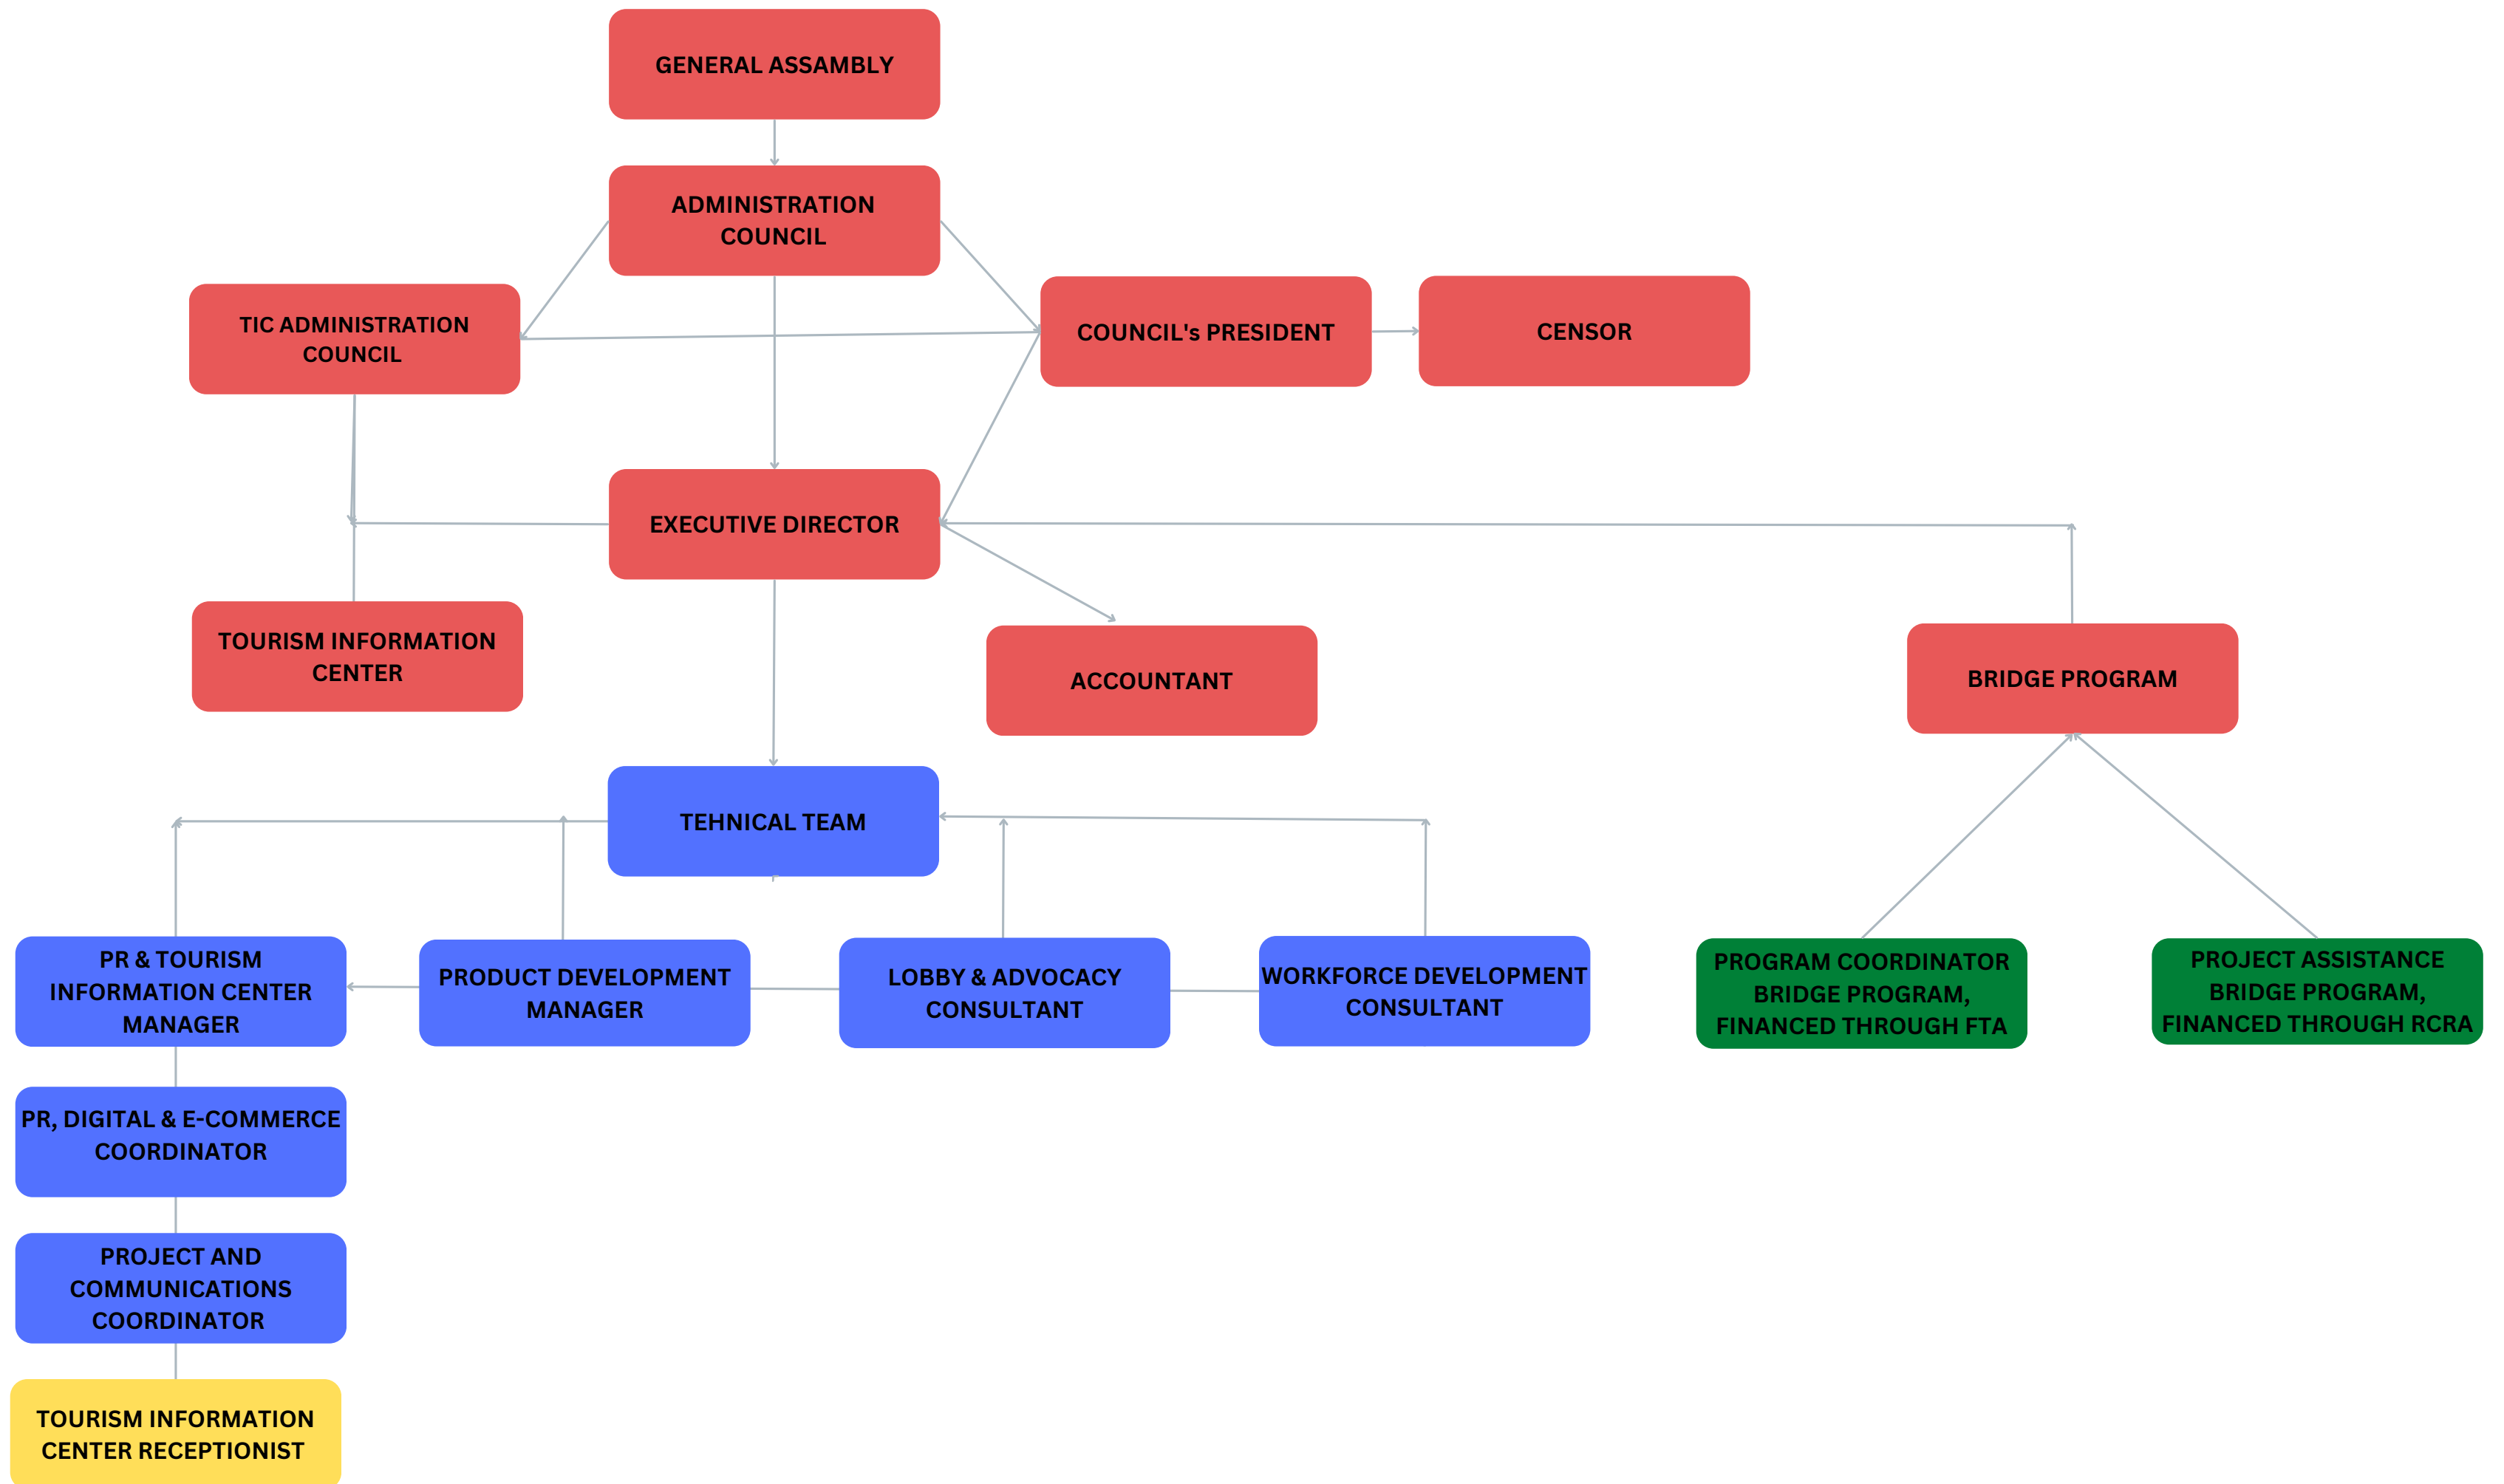 GENERAL ASSAMBLY
ADMINISTRATION
COUNCIL
TIC ADMINISTRATION
COUNCIL
COUNCIL's PRESIDENT
CENSOR
EXECUTIVE DIRECTOR
TOURISM INFORMATION
CENTER
ACCOUNTANT
BRIDGE PROGRAM
TEHNICAL TEAM
PR & TOURISM
INFORMATION CENTER
MANAGER
PRODUCT DEVELOPMENT
MANAGER
LOBBY & ADVOCACY
CONSULTANT
WORKFORCE DEVELOPMENT
CONSULTANT
PROGRAM COORDINATOR
BRIDGE PROGRAM,
FINANCED THROUGH FTA
PROJECT ASSISTANCE
BRIDGE PROGRAM,
FINANCED THROUGH RCRA
PR, DIGITAL & E-COMMERCE
COORDINATOR
PROJECT AND
COMMUNICATIONS
COORDINATOR
TOURISM INFORMATION
CENTER RECEPTIONIST